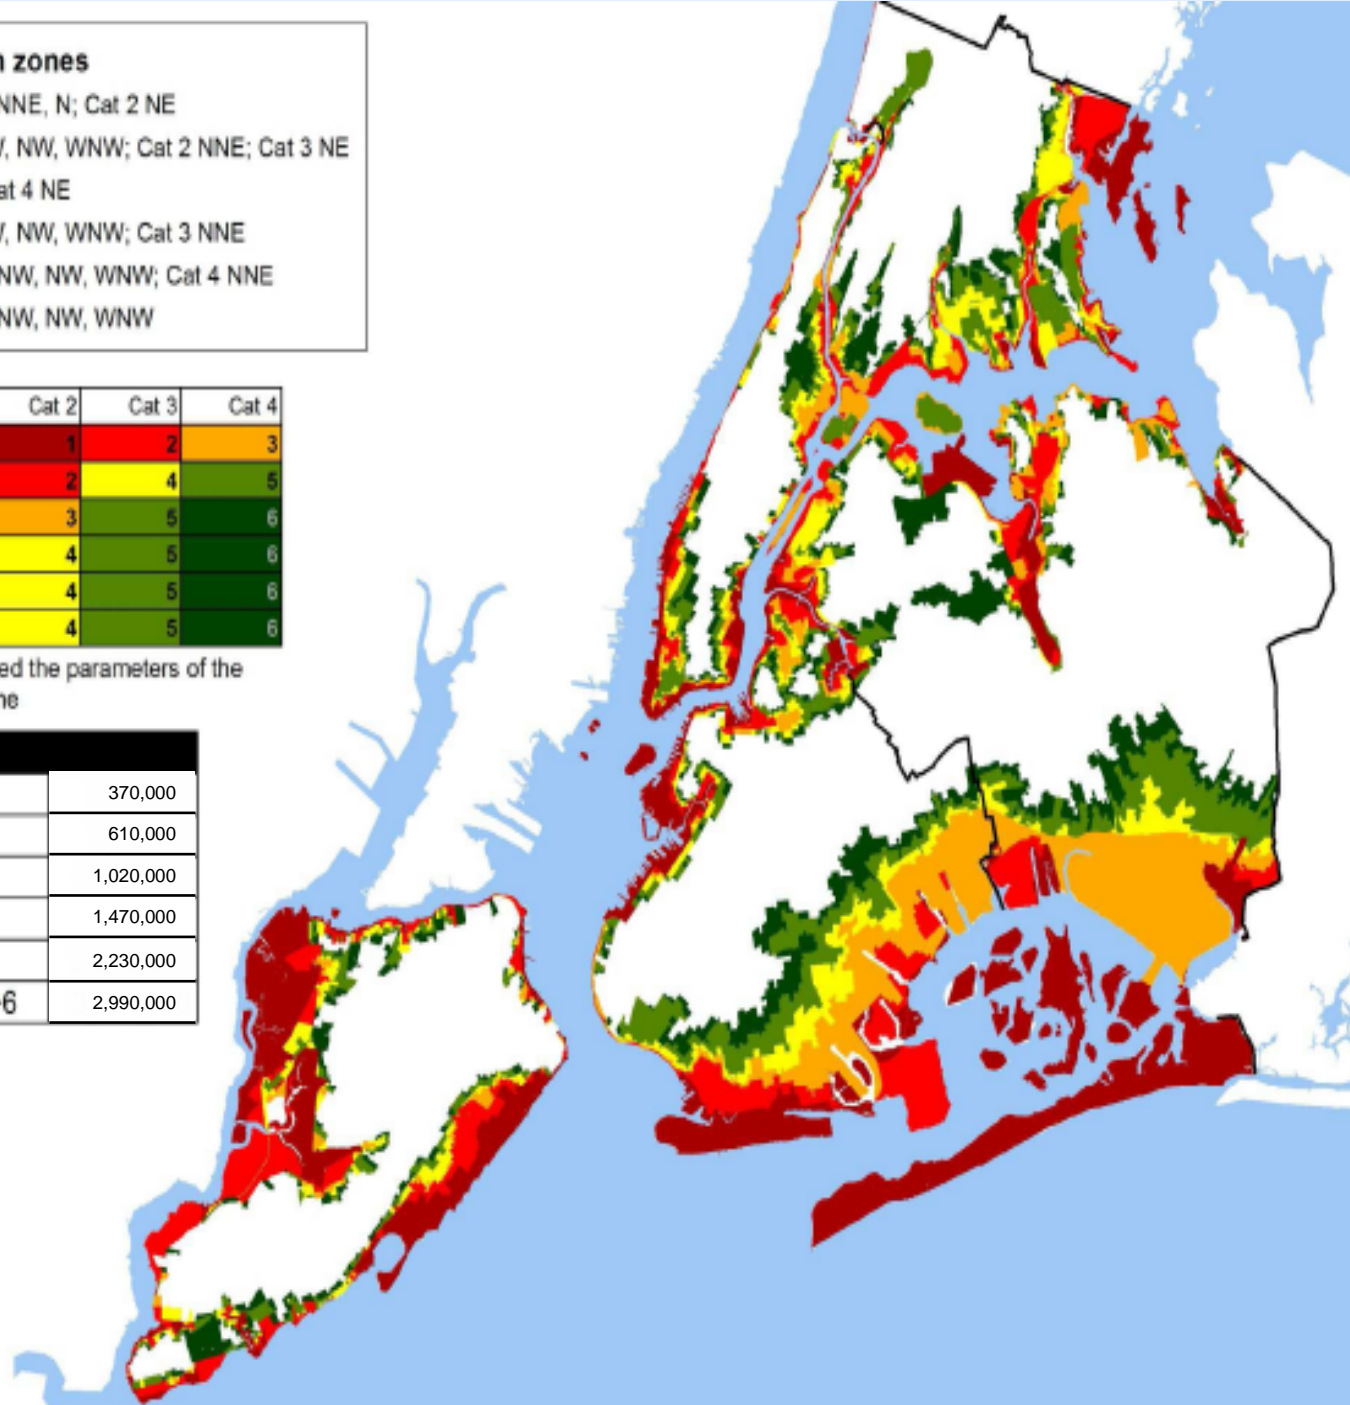 zones
NNE, N; Cat 2 NE
NW, WNW; Cat 2 NNE; Cat 3 NE
4 NE
NW, WNW; Cat 3 NNE
NNW, NW, WNW; Cat 4 NNE
NNW, NW, WNW
Cat 2 Cat 3 Cat 4
1 2 3
2 4 5
3 5 6
4 5 6
4 5 6
4 5 6
ed the parameters of the
ne
370,000
610,000
1,020,000
1,470,000
2,230,000
6 2,990,000